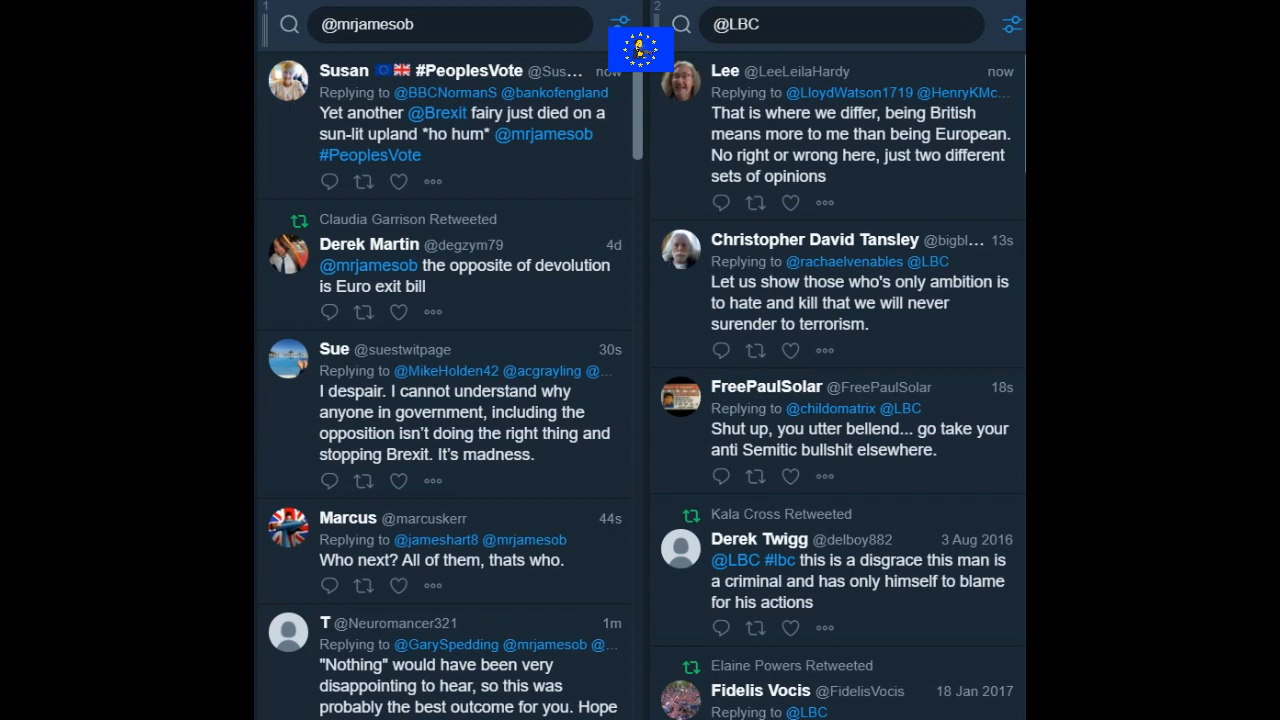 1
@mrjamesob
Susan #PeoplesVote @Sus... now
Replying to @BBCNormanS @bankofengland
Yet another @Brexit fairy just died on a
sun-lit upland *ho hum* @mrjamesob
#PeoplesVote
Claudia Garrison Retweeted
Derek Martin @degzym79 4d
@mrjamesob the opposite of devolution
is Euro exit bill
Sue @suestwitpage 30s
Replying to @MikeHolden42 @acgrayling @...
I despair. I cannot understand why
anyone in government, including the
opposition isn’t doing the right thing and
stopping Brexit. It’s madness.
Marcus @marcuskerr 44s
Replying to @jameshart8 @mrjamesob
Who next? All of them, thats who.
T @Neuromancer321 1m
Replying to @GarySpedding @mrjamesob @...
"Nothing" would have been very
disappointing to hear, so this was
probably the best outcome for you. Hope
2
@LBC
Lee @LeeLeilaHardy now
Replying to @LloydWatson1719 @HenryKMc...
That is where we differ, being British
means more to me than being European.
No right or wrong here, just two different
sets of opinions
Christopher David Tansley @bigbl... 13s
Replying to @rachaelvenables @LBC
Let us show those who's only ambition is
to hate and kill that we will never
surender to terrorism.
FreePaulSolar @FreePaulSolar 18s
Replying to @childomatrix @LBC
Shut up, you utter bellend... go take your
anti Semitic bullshit elsewhere.
Kala Cross Retweeted
Derek Twigg @delboy882 3 Aug 2016
@LBC #lbc this is a disgrace this man is
a criminal and has only himself to blame
for his actions
Elaine Powers Retweeted
Fidelis Vocis @FidelisVocis 18 Jan 2017
Replying to @LBC